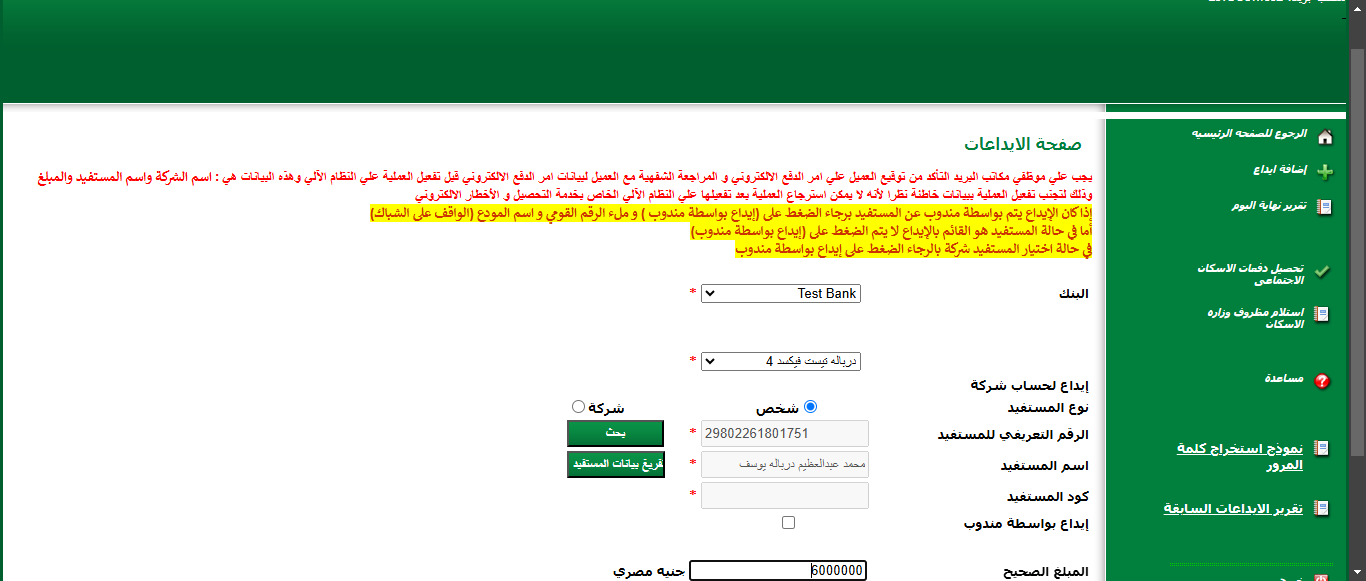 الرجوع للصفحه الرئيسيه
إضافة ايداع
تقرير نهاية اليوم
تحصيل دفعات الاسكان
الاجتماعى
استلام مظروف وزارة
الاسكان
مساعدة
نموذج استخراج كلمة
المرور
تقرير الايداعات السابقة
صفحة الايداعات
يجب علي موظفي مكاتب البريد التأكد من توقيع العميل علي امر الدفع الالكتروني و المراجعة الشفهية مع العميل لبيانات امر الدفع الالكتروني قبل تفعيل العملية علي النظام الآلي وهذه البيانات هي : اسم الشركة واسم المستفيد والمبلغ
وذلك لتجنب تفعيل العملية ببيانات خاطئة نظرا لأنه لا يمكن استرجاع العملية بعد تفعيلها علي النظام الآلي الخاص بخدمة التحصيل و الأخطار الالكتروني
إذا كان الإيداع يتم بواسطة مندوب عن المستفيد برجاء الضغط على (إيداع بواسطة مندوب ) و ملء الرقم القومي و اسم المودع (الواقف على الشباك)
أما في حالة المستفيد هو القائم بالإيداع لا يتم الضغط على (إيداع بواسطة مندوب)
في حالة اختيار المستفيد شركة بالرجاء الضغط على إيداع بواسطة مندوب
البنك Test Bank *
درباله تيست فيكسد 4 *
إيداع لحساب شركة
نوع المستفيد شخص شركة
الرقم التعريفي للمستفيد 29802261801751 * بحث
اسم المستفيد محمد عبدالعظيم درباله يوسف * تفريغ بيانات المستفيد
كود المستفيد *
إيداع بواسطة مندوب
المبلغ الصحيح 6000000 جنيه مصري